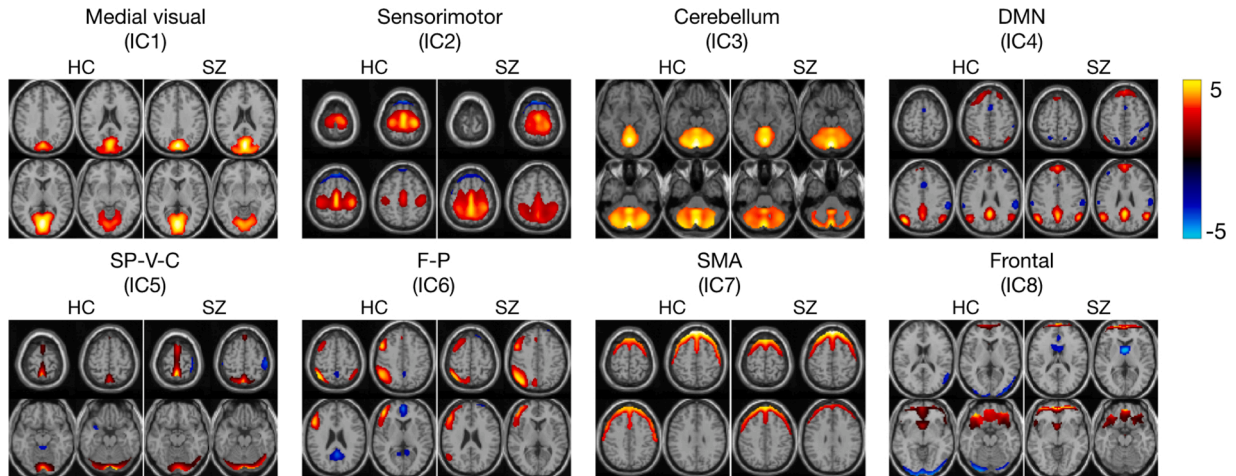 Medial visual
(IC1)
Sensorimotor
(IC2)
Cerebellum
(IC3)
DMN
(IC4)
HC SZ
HC SZ
HC SZ
HC SZ
5
-5
SP-V-C
(IC5)
F-P
(IC6)
SMA
(IC7)
Frontal
(IC8)
HC SZ
HC SZ
HC SZ
HC SZ